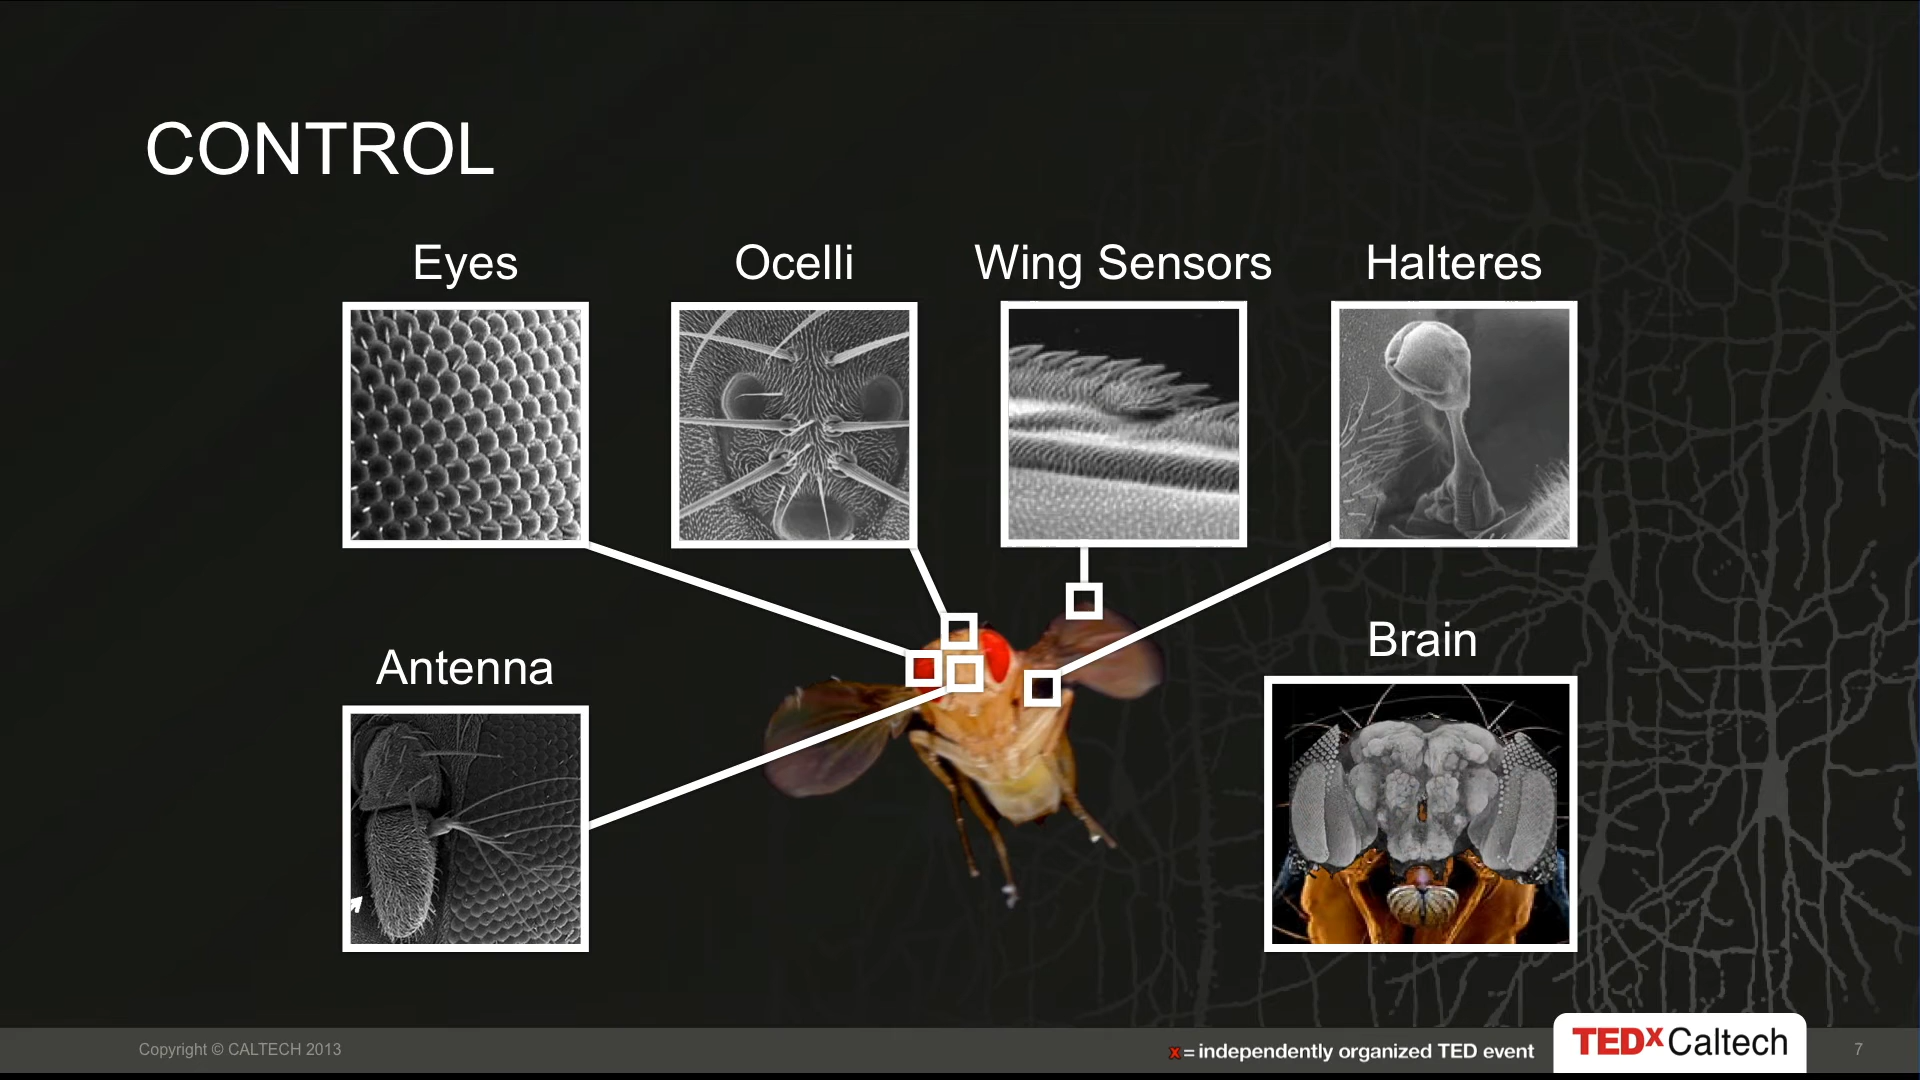 CONTROL
Eyes
Ocelli
Wing Sensors
Halteres
Antenna
Brain
Copyright © CALTECH 2013
x = independently organized TED event
TEDxCaltech
7